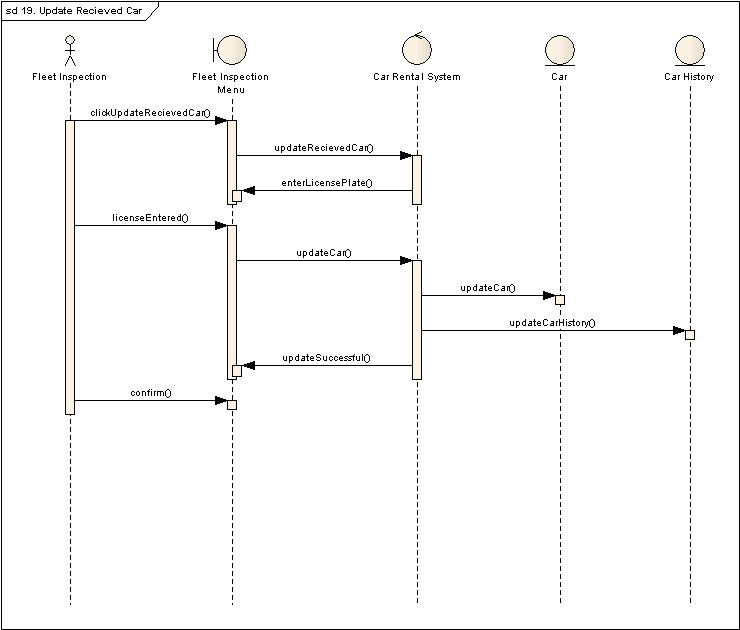 sd 19. Update Recieved Car
Fleet Inspection
Fleet Inspection
Menu
Car Rental System
Car
Car History
clickUpdateRecievedCar()
updateRecievedCar()
enterLicensePlate()
licenseEntered()
updateCar()
updateCar()
updateCarHistory()
updateSuccessful()
confirm()